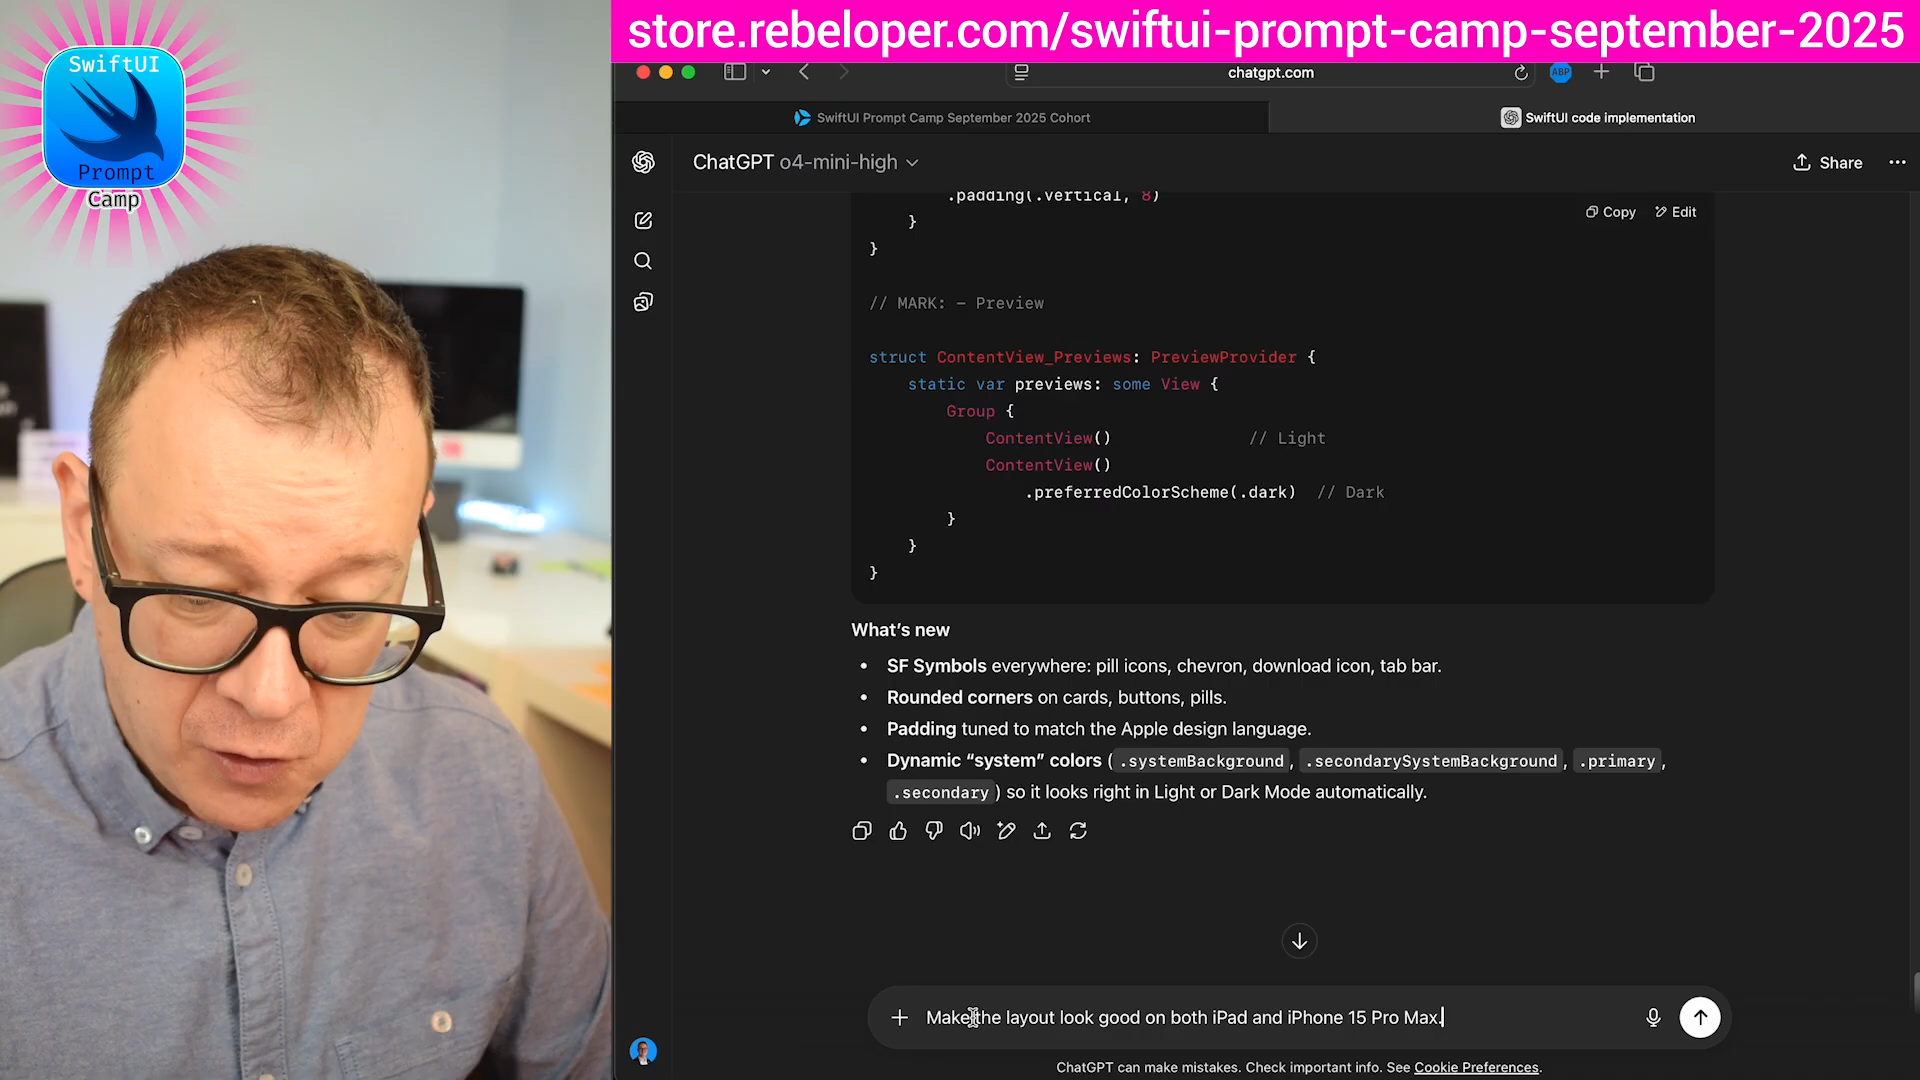 store.rebeloper.com/swiftui-prompt-camp-september-2025
SwiftUI
Prompt
Camp
chatgpt.com
ABP
SwiftUI Prompt Camp September 2025 Cohort
SwiftUI code implementation
ChatGPT o4-mini-high
Share
.padding(.vertical, 8)
Copy
Edit
}
}
// MARK: – Preview
struct ContentView_Previews: PreviewProvider {
static var previews: some View {
Group {
ContentView() // Light
ContentView()
.preferredColorScheme(.dark) // Dark
}
}
}
What's new
• SF Symbols everywhere: pill icons, chevron, download icon, tab bar.
• Rounded corners on cards, buttons, pills.
• Padding tuned to match the Apple design language.
• Dynamic “system” colors ( .systemBackground , .secondarySystemBackground , .primary ,
.secondary ) so it looks right in Light or Dark Mode automatically.
Make the layout look good on both iPad and iPhone 15 Pro Max.
ChatGPT can make mistakes. Check important info. See Cookie Preferences.